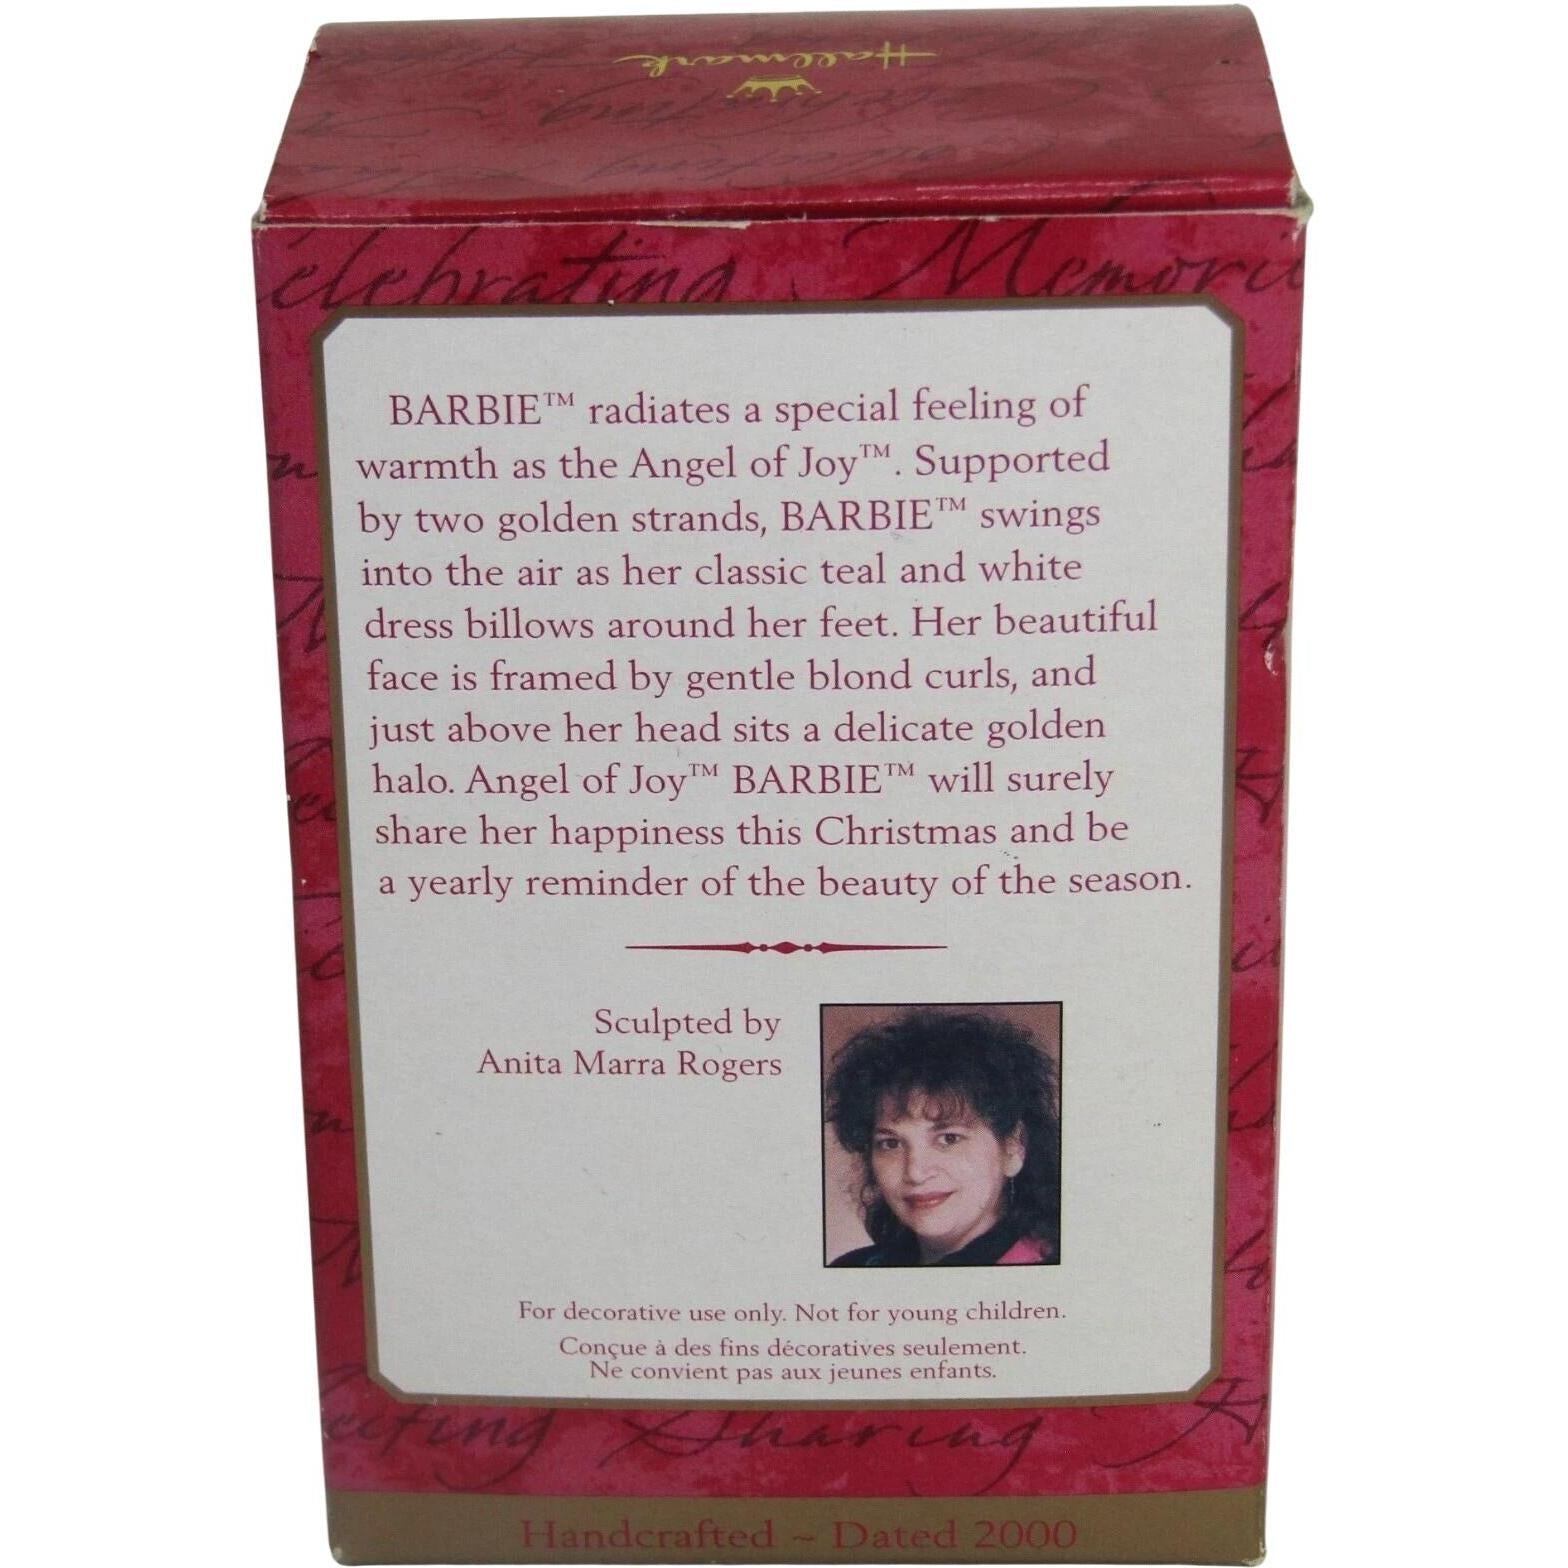 Hallmark
Celebrating Memori
BARBIE™ radiates a special feeling of
warmth as the Angel of Joy™. Supported
by two golden strands, BARBIE™ swings
into the air as her classic teal and white
dress billows around her feet. Her beautiful
face is framed by gentle blond curls, and
just above her head sits a delicate golden
halo. Angel of Joy™ BARBIE™ will surely
share her happiness this Christmas and be
a yearly reminder of the beauty of the season.
Sculpted by
Anita Marra Rogers
For decorative use only. Not for young children.
Conçue à des fins décoratives seulement.
Ne convient pas aux jeunes enfants.
Sharing
Handcrafted ~ Dated 2000